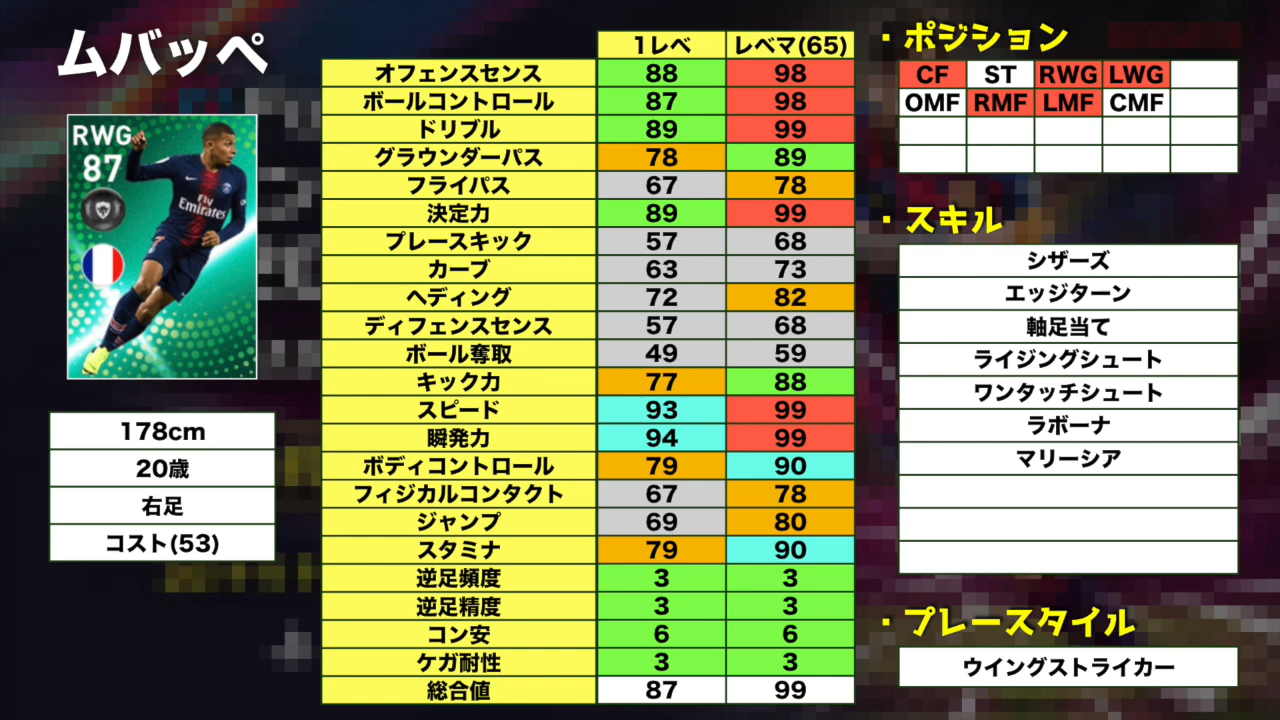 ムバッペ
RWG
87
Fly
Emirates
178cm
20歳
右足
コスト(53)
1レベ レベマ(65)
オフェンスセンス 88 98
ボールコントロール 87 98
ドリブル 89 99
グラウンダーパス 78 89
フライパス 67 78
決定力 89 99
プレースキック 57 68
カーブ 63 73
ヘディング 72 82
ディフェンスセンス 57 68
ボール奪取 49 59
キック力 77 88
スピード 93 99
瞬発力 94 99
ボディコントロール 79 90
フィジカルコンタクト 67 78
ジャンプ 69 80
スタミナ 79 90
逆足頻度 3 3
逆足精度 3 3
コン安 6 6
ケガ耐性 3 3
総合値 87 99
・ポジション
CF ST RWG LWG
OMF RMF LMF CMF
・スキル
シザーズ
エッジターン
軸足当て
ライジングシュート
ワンタッチシュート
ラボーナ
マリーシア
・プレースタイル
ウイングストライカー